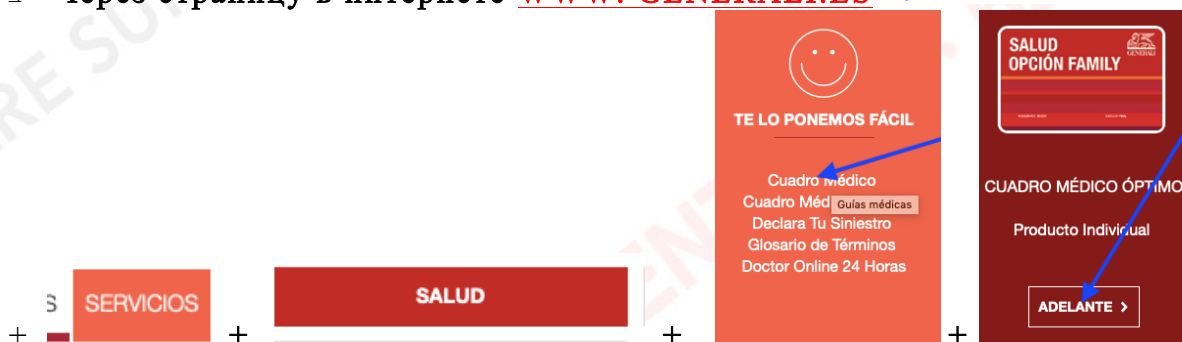 через страницу в интернете WWW. GENERALI.ES
SALUD
OPCIÓN FAMILY
GENERALI
TE LO PONEMOS FÁCIL
Cuadro Médico
Cuadro Méd
Guías médicas
Declara Tu Siniestro
Glosario de Términos
Doctor Online 24 Horas
CUADRO MÉDICO ÓPTIMO
Producto Individual
ADELANTE >
+ S SERVICIOS + SALUD + +